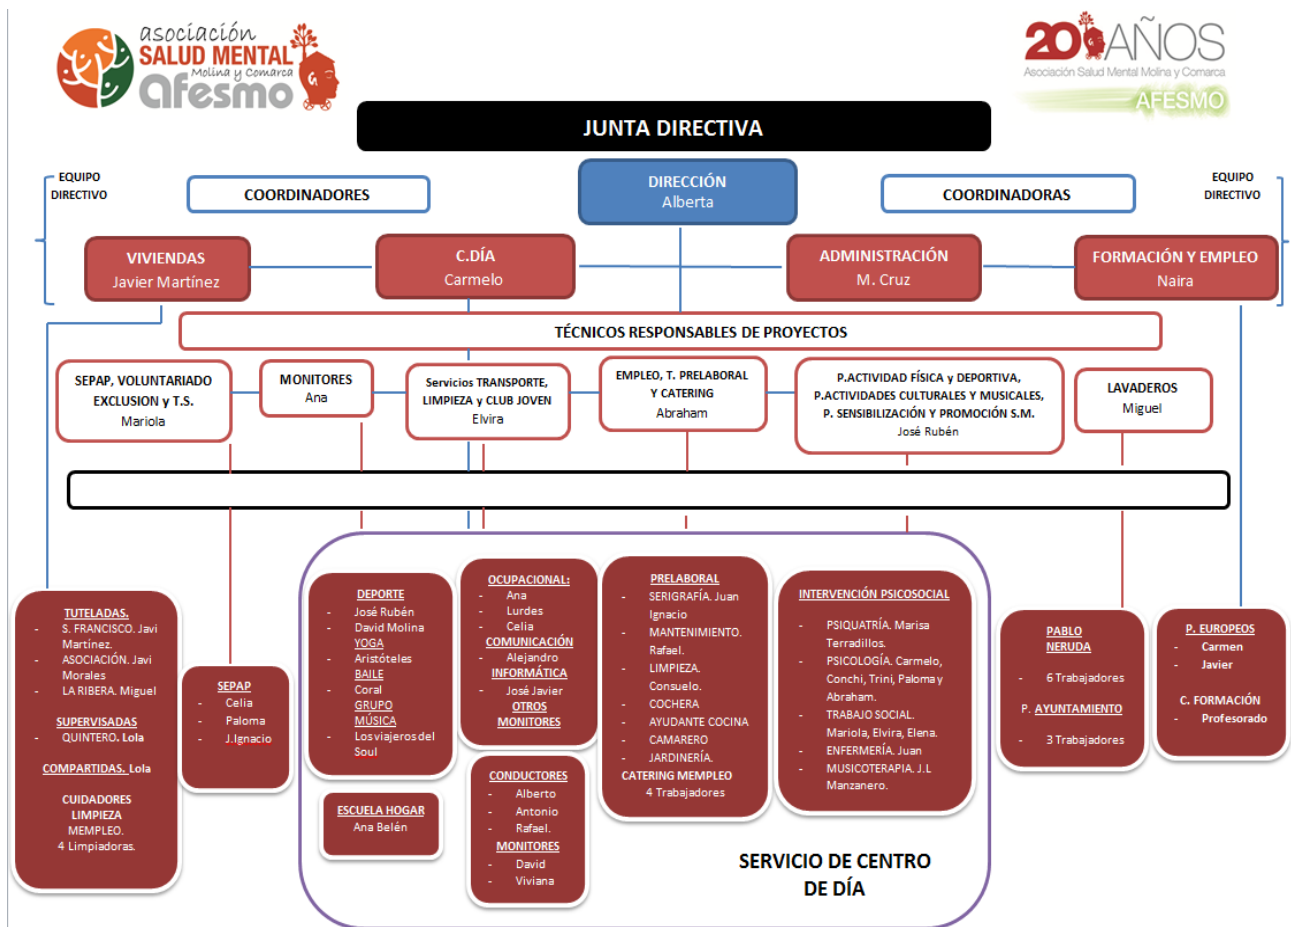 asociación
SALUD MENTAL
Molina y Comarca
afesmo
20 AÑOS
Asociación Salud Mental Molina y Comarca
AFESMO
JUNTA DIRECTIVA
EQUIPO
DIRECTIVO
COORDINADORES
DIRECCIÓN
Alberta
COORDINADORAS
EQUIPO
DIRECTIVO
VIVIENDAS
Javier Martínez
C.DÍA
Carmelo
ADMINISTRACIÓN
M. Cruz
FORMACIÓN Y EMPLEO
Naira
TÉCNICOS RESPONSABLES DE PROYECTOS
SEPAP, VOLUNTARIADO
EXCLUSION y T.S.
Mariola
MONITORES
Ana
Servicios TRANSPORTE,
LIMPIEZA y CLUB JOVEN
Elvira
EMPLEO, T. PRELABORAL
Y CATERING
Abraham
P.ACTIVIDAD FÍSICA y DEPORTIVA,
P.ACTIVIDADES CULTURALES Y MUSICALES,
P. SENSIBILIZACIÓN Y PROMOCIÓN S.M.
José Rubén
LAVADEROS
Miguel
TUTELADAS.
- S. FRANCISCO. Javi
Martínez.
- ASOCIACIÓN. Javi
Morales
- LA RIBERA. Miguel
SUPERVISADAS
- QUINTERO. Lola
COMPARTIDAS. Lola
CUIDADORES
LIMPIEZA
MEMPLEO.
4 Limpiadoras.
SEPAP
- Celia
- Paloma
- J.Ignacio
DEPORTE
- José Rubén
- David Molina
YOGA
- Aristóteles
BAILE
- Coral
GRUPO
MÚSICA
- Los viajeros del
Soul
ESCUELA HOGAR
Ana Belén
OCUPACIONAL:
- Ana
- Lurdes
- Celia
COMUNICACIÓN
- Alejandro
INFORMÁTICA
- José Javier
OTROS
MONITORES
CONDUCTORES
- Alberto
- Antonio
- Rafael.
MONITORES
- David
- Viviana
PRELABORAL
- SERIGRAFÍA. Juan
Ignacio
- MANTENIMIENTO.
Rafael.
- LIMPIEZA.
Consuelo.
- COCHERA
- AYUDANTE COCINA
- CAMARERO
- JARDINERÍA.
CATERING MEMPLEO
4 Trabajadores
INTERVENCIÓN PSICOSOCIAL
- PSIQUATRÍA. Marisa
Terradillos.
- PSICOLOGÍA. Carmelo,
Conchi, Trini, Paloma y
Abraham.
- TRABAJO SOCIAL.
Mariola, Elvira, Elena.
- ENFERMERÍA. Juan
- MUSICOTERAPIA. J.L
Manzanero.
SERVICIO DE CENTRO
DE DÍA
PABLO
NERUDA
- 6 Trabajadores
P. AYUNTAMIENTO
- 3 Trabajadores
P. EUROPEOS
- Carmen
- Javier
C. FORMACIÓN
- Profesorado